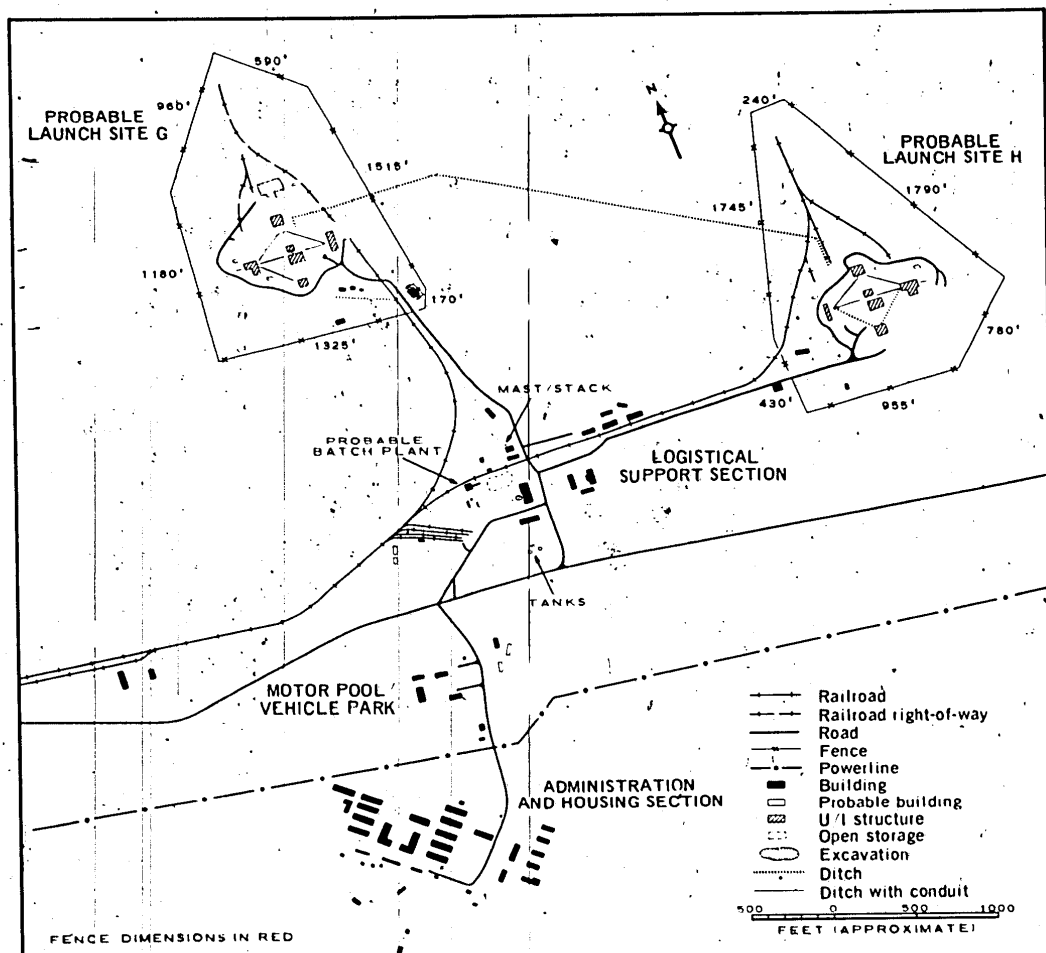 590'
960'
PROBABLE
LAUNCH SITE G
1515'
1180'
170'
1325'
N
240'
PROBABLE
LAUNCH SITE H
1790'
1745'
780'
430'
955'
MAST/STACK
PROBABLE
BATCH PLANT
LOGISTICAL
SUPPORT SECTION
TANKS
MOTOR POOL/
VEHICLE PARK
ADMINISTRATION
AND HOUSING SECTION
Railroad
Railroad right-of-way
Road
Fence
Powerline
Building
Probable building
U/I structure
Open storage
Excavation
Ditch
Ditch with conduit
500 0 500 1000
FEET (APPROXIMATE)
FENCE DIMENSIONS IN RED